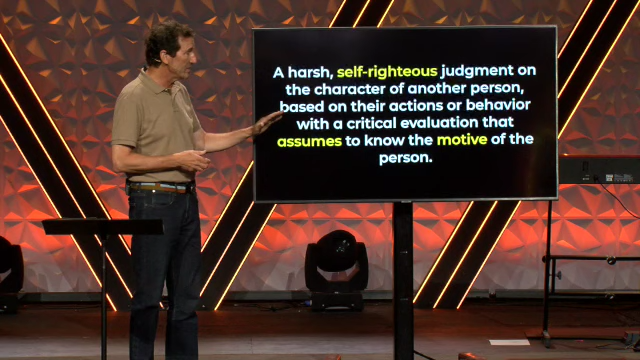 A harsh, self-righteous judgment on
the character of another person,
based on their actions or behavior
with a critical evaluation that
assumes to know the motive of the
person.